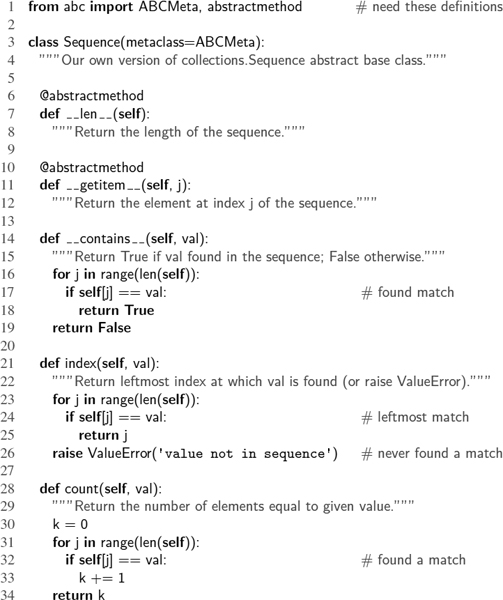 1 from abc import ABCMeta, abstractmethod # need these definitions
2
3 class Sequence(metaclass=ABCMeta):
4 """Our own version of collections.Sequence abstract base class."""
5
6 @abstractmethod
7 def __len__(self):
8 """Return the length of the sequence."""
9
10 @abstractmethod
11 def __getitem__(self, j):
12 """Return the element at index j of the sequence."""
13
14 def __contains__(self, val):
15 """Return True if val found in the sequence; False otherwise."""
16 for j in range(len(self)):
17 if self[j] == val: # found match
18 return True
19 return False
20
21 def index(self, val):
22 """Return leftmost index at which val is found (or raise ValueError)."""
23 for j in range(len(self)):
24 if self[j] == val: # leftmost match
25 return j
26 raise ValueError('value not in sequence') # never found a match
27
28 def count(self, val):
29 """Return the number of elements equal to given value."""
30 k = 0
31 for j in range(len(self)):
32 if self[j] == val: # found a match
33 k += 1
34 return k